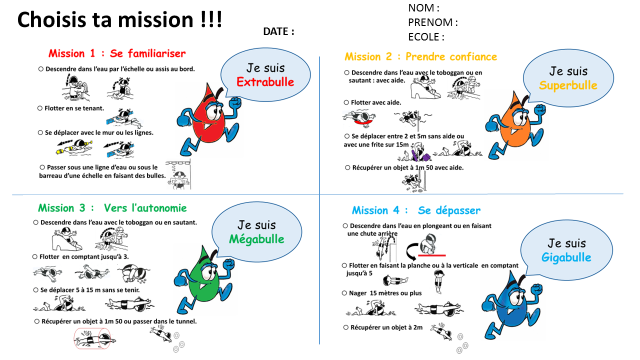 Choisis ta mission !!!
DATE :
NOM :
PRENOM :
ECOLE :
Mission 1 : Se familiariser
Descendre dans l'eau par l'échelle ou assis au bord.
Flotter en se tenant.
Se déplacer avec le mur ou les lignes.
Passer sous une ligne d'eau ou sous le
barreau d'une échelle en faisant des bulles.
Je suis
Extrabulle
Mission 2 : Prendre confiance
Descendre dans l'eau avec le toboggan ou en
sautant : avec aide.
Flotter avec aide.
Se déplacer entre 2 et 5m sans aide ou
avec une frite sur 15m
Récupérer un objet à 1m 50 avec aide.
Je suis
Superbulle
Mission 3 : Vers l'autonomie
Descendre dans l'eau avec le toboggan ou en sautant.
Flotter en comptant jusqu'à 3.
Se déplacer 5 à 15 m sans se tenir.
Récupérer un objet à 1m 50 ou passer dans le tunnel.
Je suis
Mégabulle
Mission 4 : Se dépasser
Descendre dans l'eau en plongeant ou en faisant
une chute arrière
Flotter en faisant la planche ou à la verticale en comptant
jusqu'à 5
Nager 15 mètres ou plus
Récupérer un objet à 2m
Je suis
Gigabulle